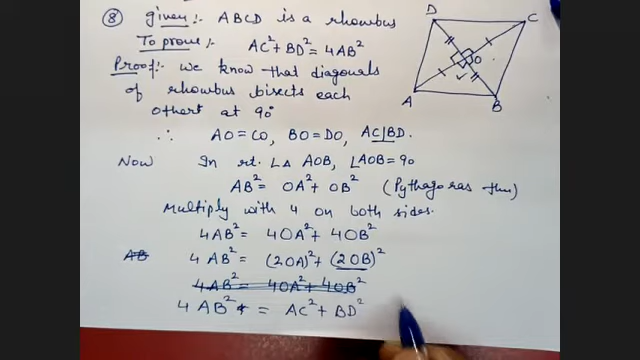 ⑧ given:- ABCD is a rhombus
To prove:- AC² + BD² = 4AB²
Proof:- we know that diagonals
of rhombus bisects each
other at 90°
∴ AO = CO, BO = DO, AC⊥BD.
Now In rt. ∠△ AOB, ∠AOB = 90
AB² = OA² + OB² (Pythagoras thm)
Multiply with 4 on both sides.
4AB² = 4OA² + 4OB²
AB 4AB² = (2OA)² + (2OB)²
4AB² = 4OA² + 4OB²
4AB² = AC² + BD²
D
C
O
A
B